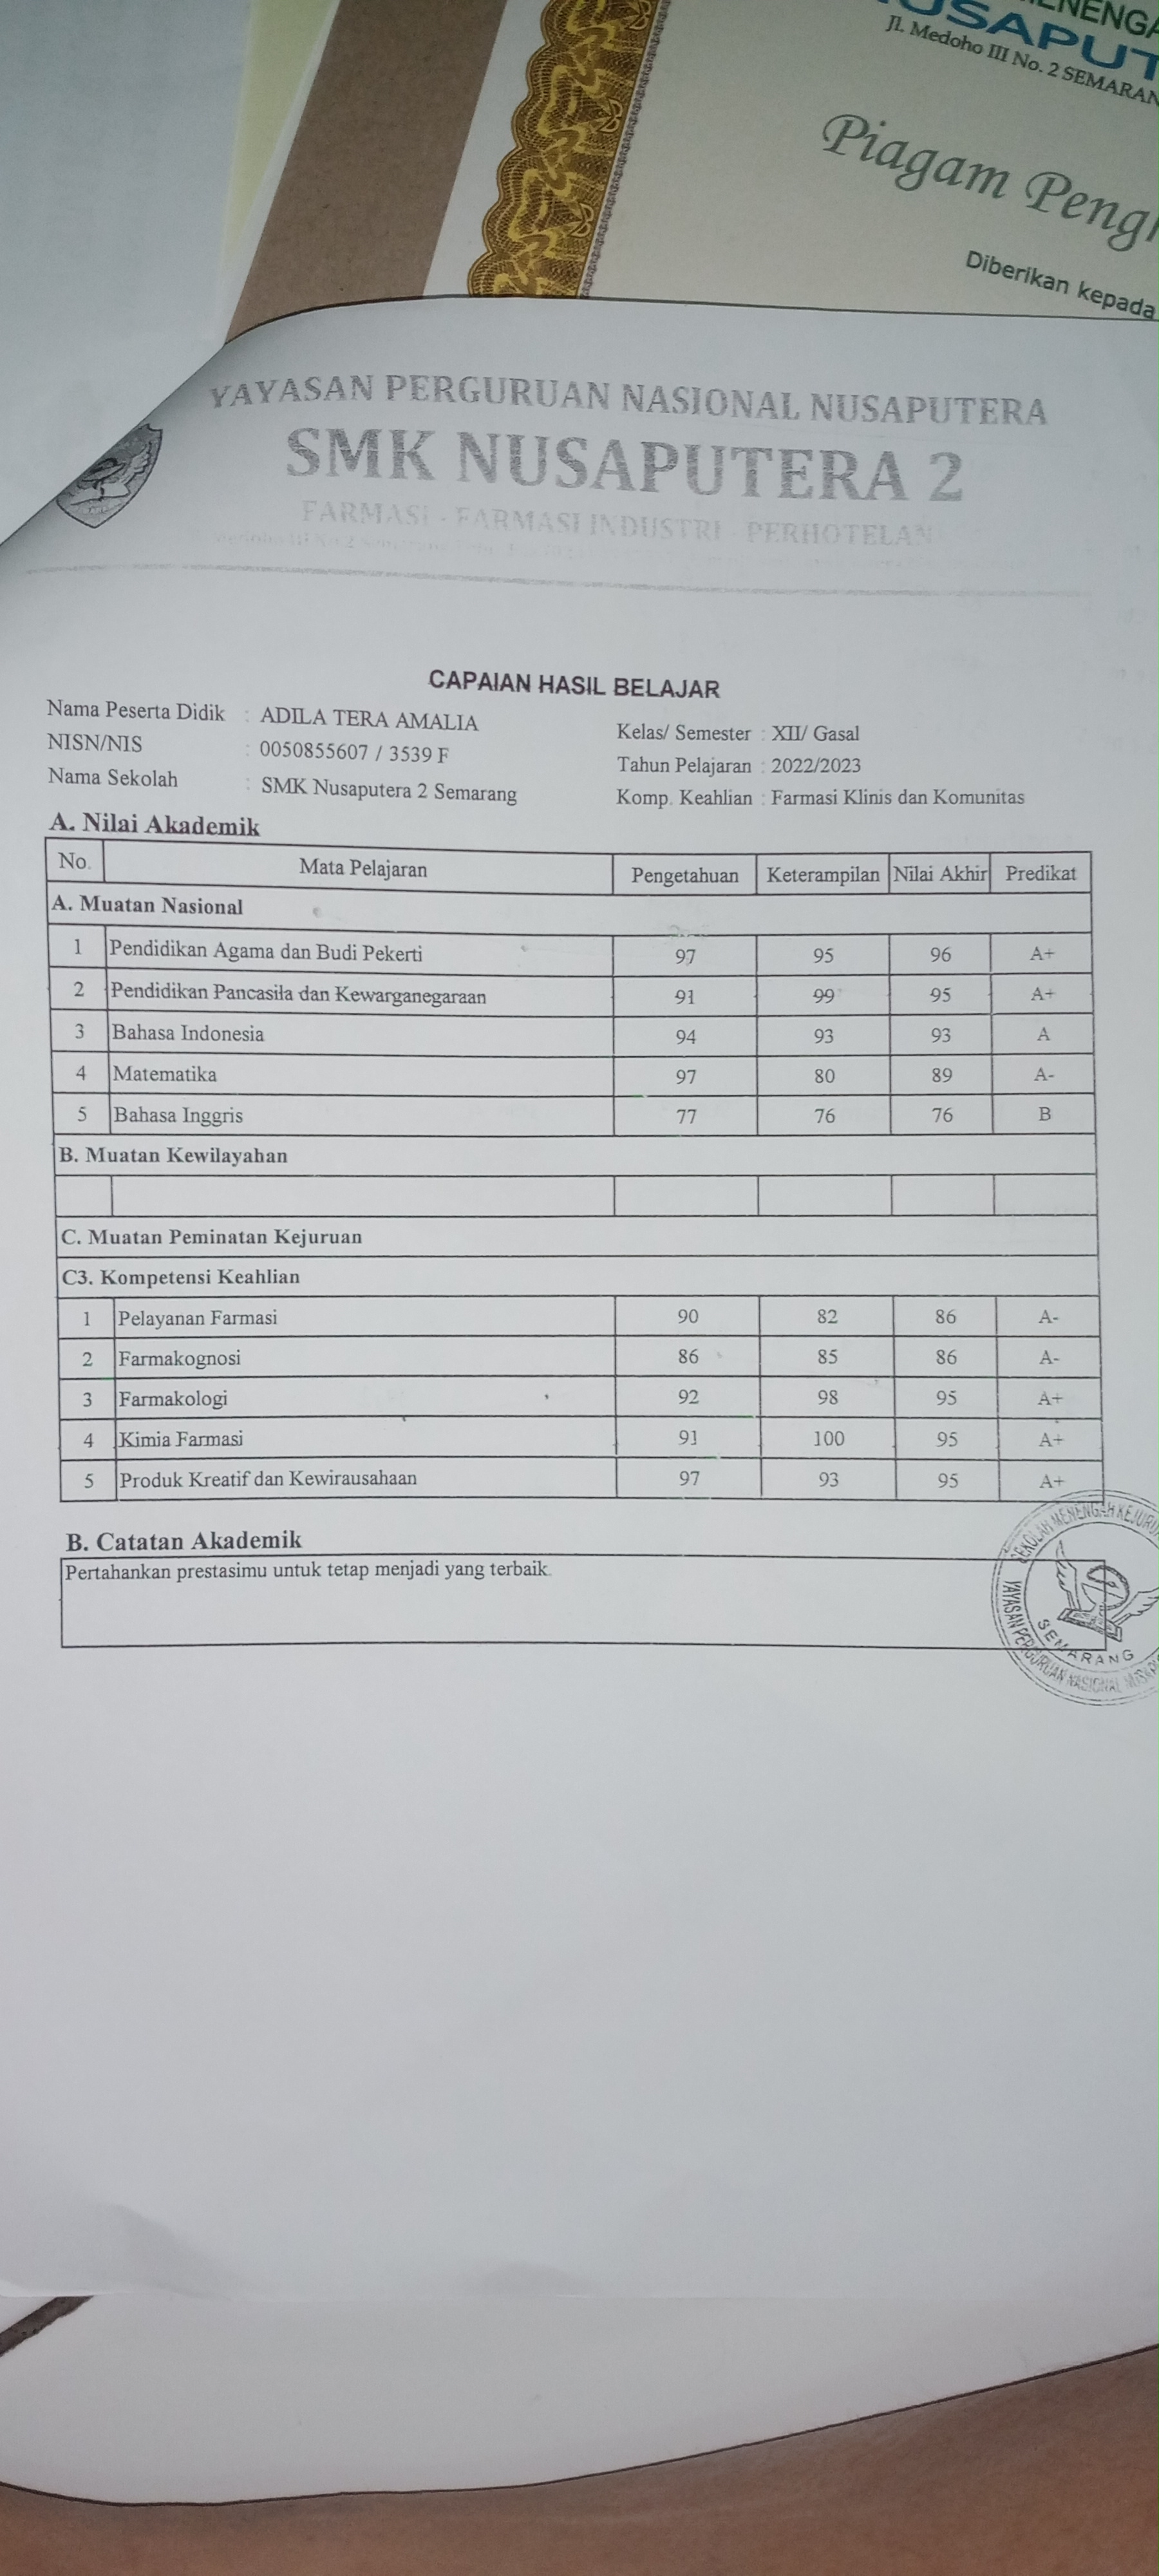 MENENGA
USAPUT
Jl. Medoho III No. 2 SEMARAN
Piagam Pengh
Diberikan kepada
YAYASAN PERGURUAN NASIONAL NUSAPUTERA
SMK NUSAPUTERA 2
FARMASI - FARMASI INDUSTRI - PERHOTELAN
CAPAIAN HASIL BELAJAR
Nama Peserta Didik : ADILA TERA AMALIA
NISN/NIS : 0050855607 / 3539 F
Nama Sekolah : SMK Nusaputera 2 Semarang
Kelas/ Semester : XII/ Gasal
Tahun Pelajaran : 2022/2023
Komp. Keahlian : Farmasi Klinis dan Komunitas
A. Nilai Akademik
No. Mata Pelajaran Pengetahuan Keterampilan Nilai Akhir Predikat
A. Muatan Nasional
1 Pendidikan Agama dan Budi Pekerti 97 95 96 A+
2 Pendidikan Pancasila dan Kewarganegaraan 91 99 95 A+
3 Bahasa Indonesia 94 93 93 A
4 Matematika 97 80 89 A-
5 Bahasa Inggris 77 76 76 B
B. Muatan Kewilayahan
C. Muatan Peminatan Kejuruan
C3. Kompetensi Keahlian
1 Pelayanan Farmasi 90 82 86 A-
2 Farmakognosi 86 85 86 A-
3 Farmakologi 92 98 95 A+
4 Kimia Farmasi 91 100 95 A+
5 Produk Kreatif dan Kewirausahaan 97 93 95 A+
B. Catatan Akademik
Pertahankan prestasimu untuk tetap menjadi yang terbaik.
SEKOLAH MENENGAH KEJURU
YAYASAN PERGURUAN NASIONAL NUSAP
SEMARANG